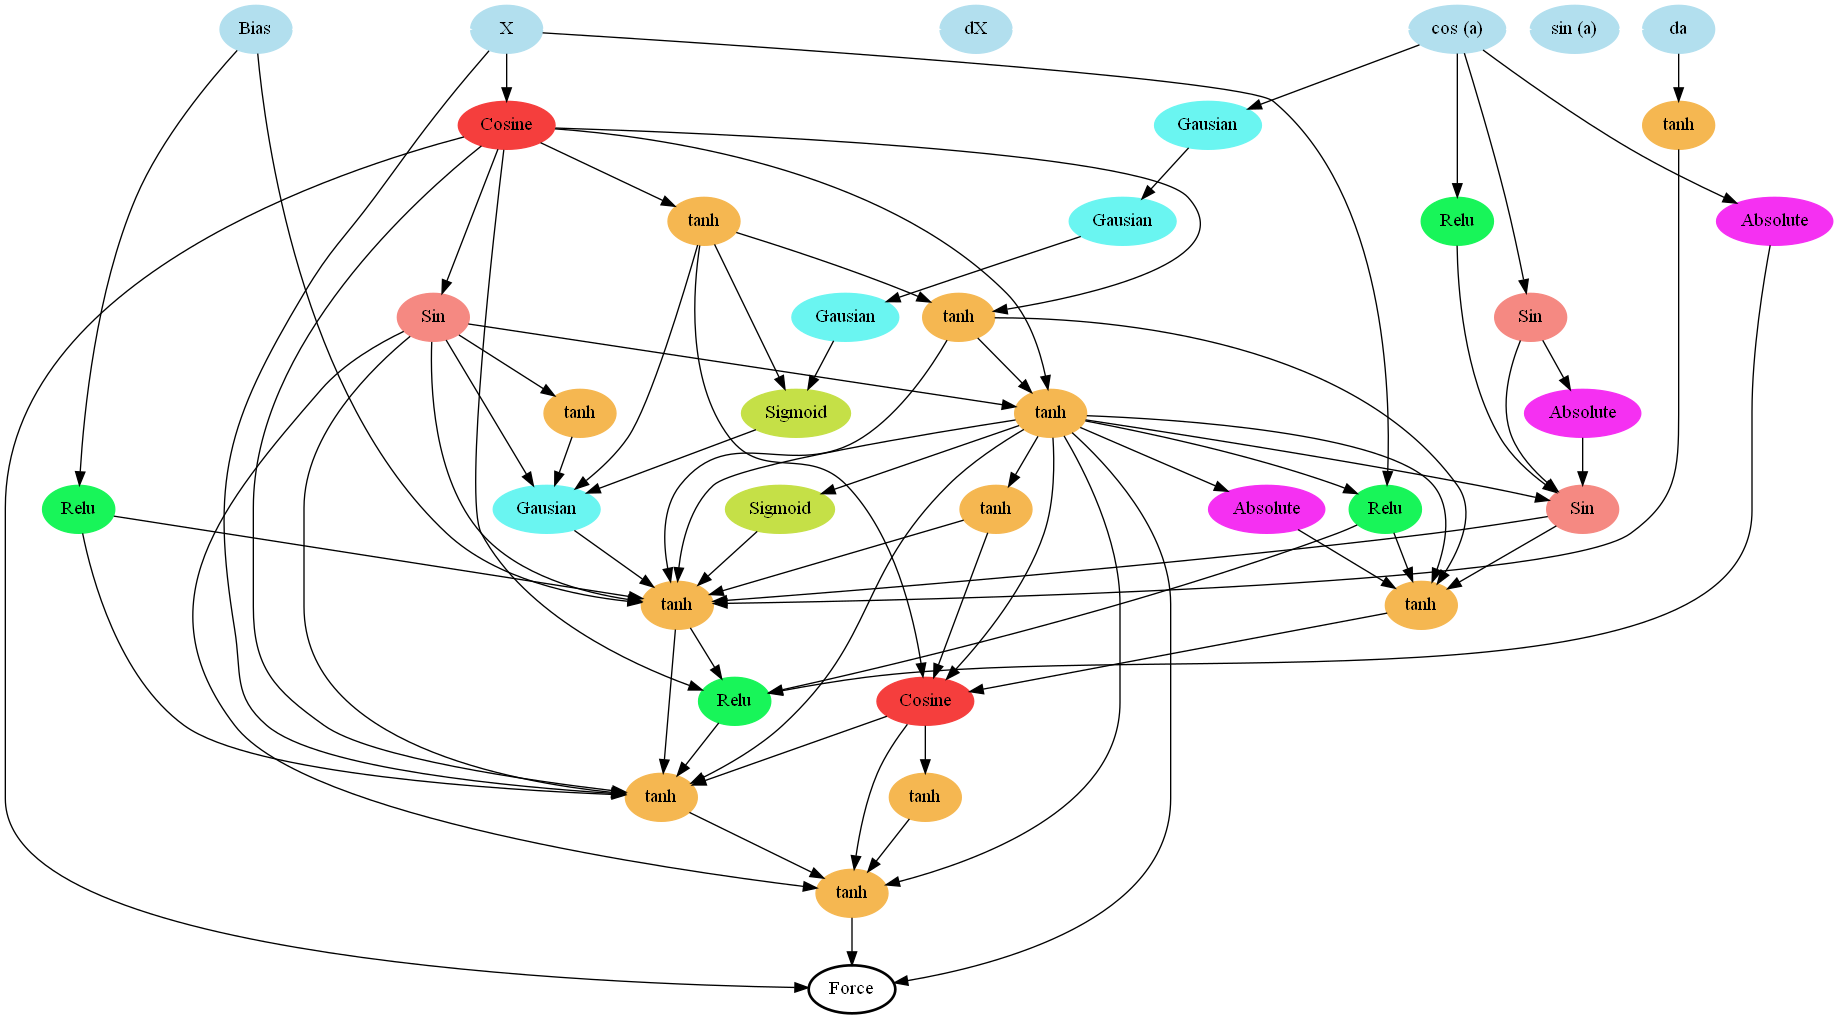 Bias
X
dX
cos (a)
sin (a)
da
Cosine
Gausian
tanh
tanh
Gausian
Relu
Absolute
Sin
Gausian
tanh
Sin
tanh
Sigmoid
tanh
Absolute
Relu
Gausian
Sigmoid
tanh
Absolute
Relu
Sin
tanh
tanh
Relu
Cosine
tanh
tanh
tanh
Force